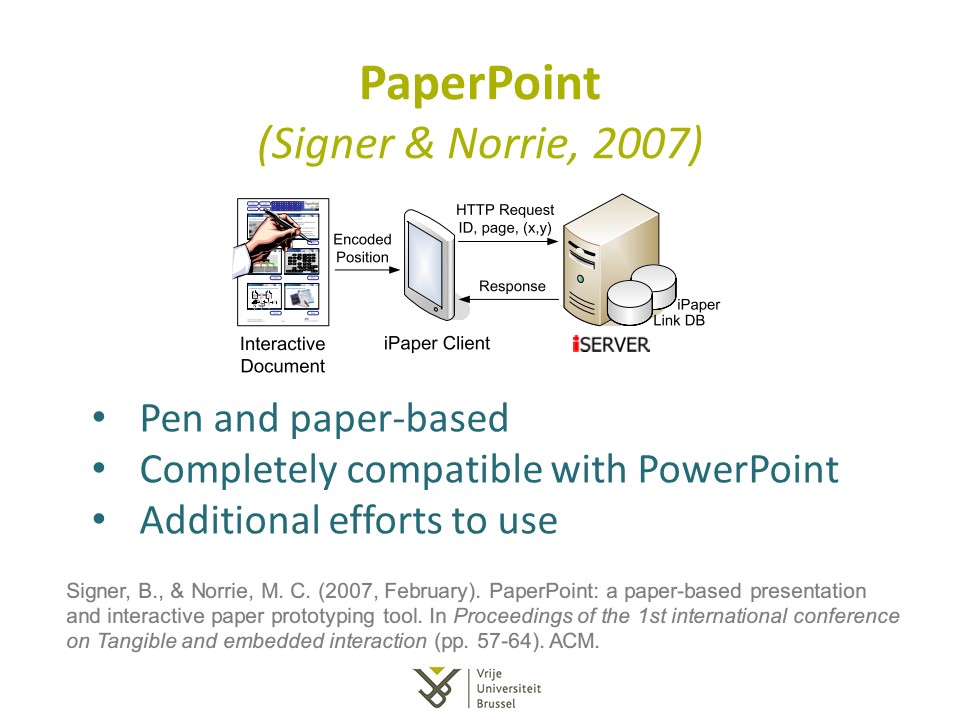 PaperPoint
(Signer & Norrie, 2007)
Encoded
Position
HTTP Request
ID, page, (x,y)
Response
iPaper
Link DB
Interactive
Document
iPaper Client
iSERVER
• Pen and paper-based
• Completely compatible with PowerPoint
• Additional efforts to use
Signer, B., & Norrie, M. C. (2007, February). PaperPoint: a paper-based presentation
and interactive paper prototyping tool. In Proceedings of the 1st international conference
on Tangible and embedded interaction (pp. 57-64). ACM.
Vrije
Universiteit
Brussel